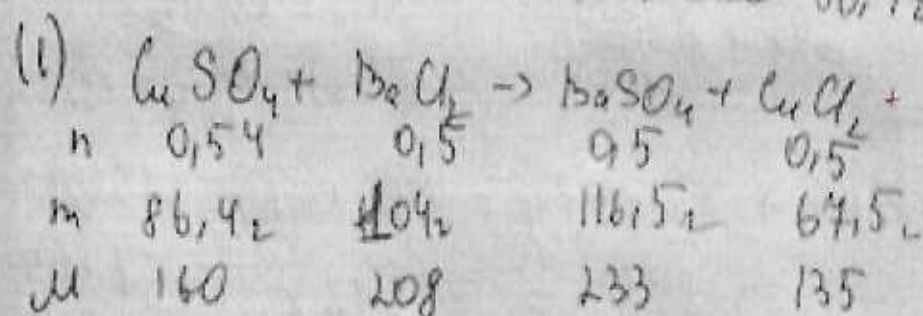 (1) CuSO₄ + BaCl₂ → BaSO₄ + CuCl₂ +
n 0,54 0,5 0,5 0,5
m 86,4г 104г 116,5г 67,5г
M 160 208 233 135